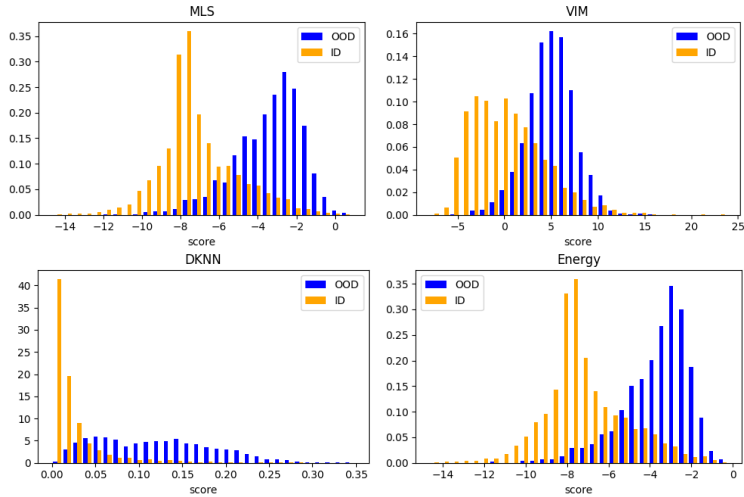 MLS
0.35
0.30
0.25
0.20
0.15
0.10
0.05
0.00
OOD
ID
−14 −12 −10 −8 −6 −4 −2 0
score
VIM
0.16
0.14
0.12
0.10
0.08
0.06
0.04
0.02
0.00
OOD
ID
−5 0 5 10 15 20 25
score
DKNN
40
35
30
25
20
15
10
5
0
OOD
ID
0.00 0.05 0.10 0.15 0.20 0.25 0.30 0.35
score
Energy
0.35
0.30
0.25
0.20
0.15
0.10
0.05
0.00
OOD
ID
−14 −12 −10 −8 −6 −4 −2 0
score